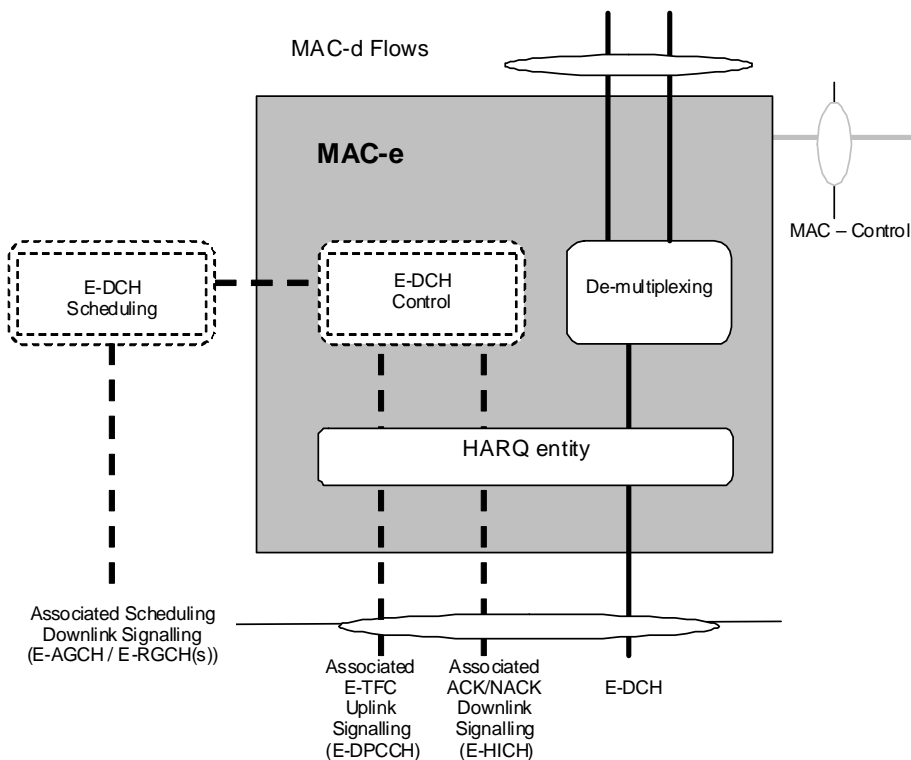 MAC-d Flows
MAC-e
MAC – Control
E-DCH
Scheduling
E-DCH
Control
De-multiplexing
HARQ entity
Associated Scheduling
Downlink Signalling
(E-AGCH / E-RGCH(s))
Associated
E-TFC
Uplink
Signalling
(E-DPCCH)
Associated
ACK/NACK
Downlink
Signalling
(E-HICH)
E-DCH